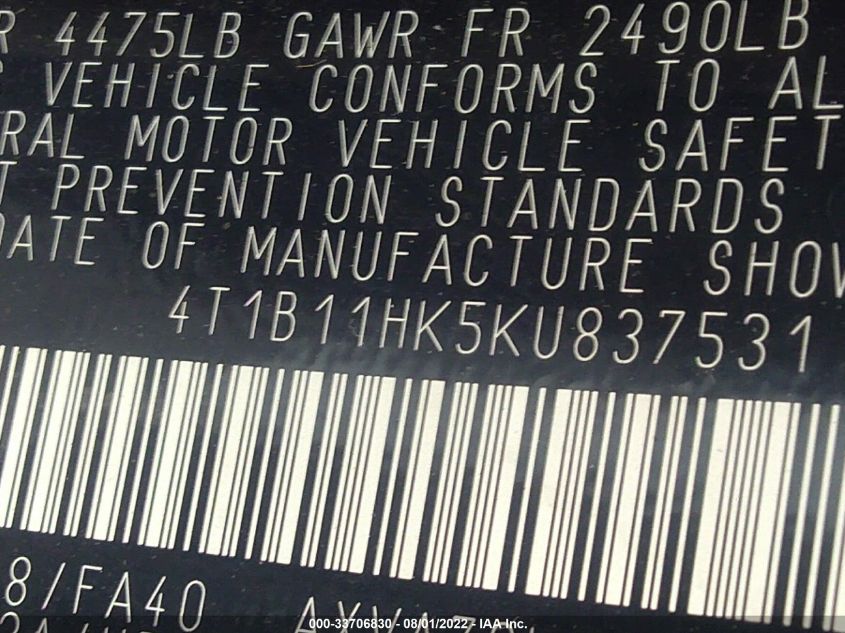 R 4475LB GAWR FR 2490LB
S VEHICLE CONFORMS TO AL
RAL MOTOR VEHICLE SAFET
T PREVENTION STANDARDS
DATE OF MANUFACTURE SHOW
4T1B11HK5KU837531
8/FA40
000-33706830 - 08/01/2022 - IAA Inc.